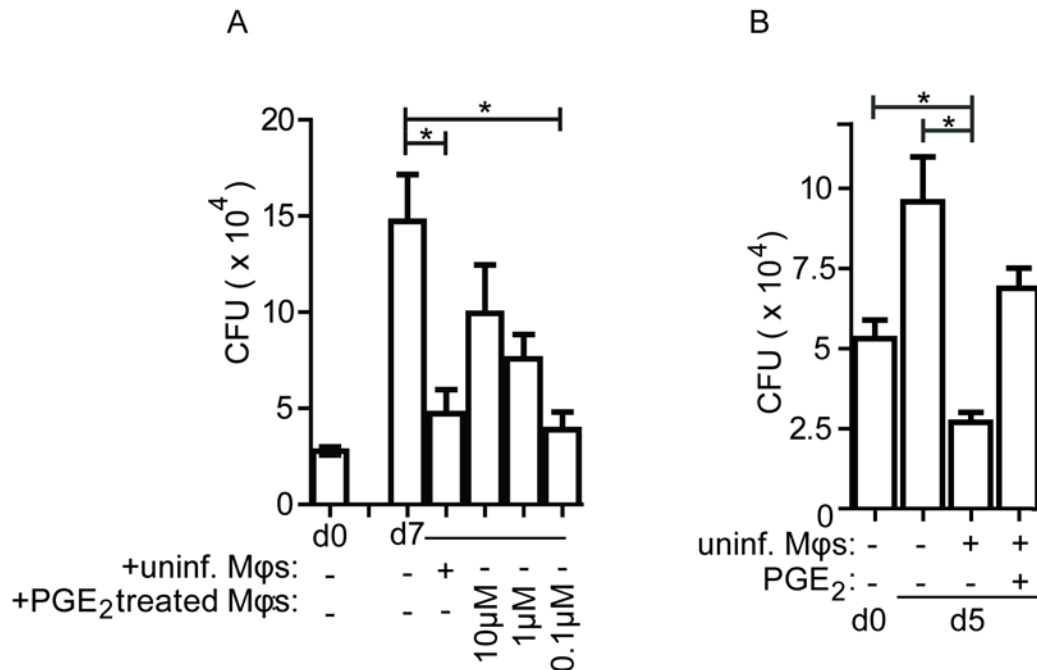 A
B
*
*
20
15
10
5
0
CFU ( x 10⁴ )
d0
d7
+uninf. Mφs: - - + - - -
+PGE₂treated Mφs: - - - 10µM 1µM 0.1µM
*
*
10
7.5
5
2.5
0
CFU ( x 10⁴)
uninf. Mφs: - - + +
PGE₂: - - - +
d0 d5